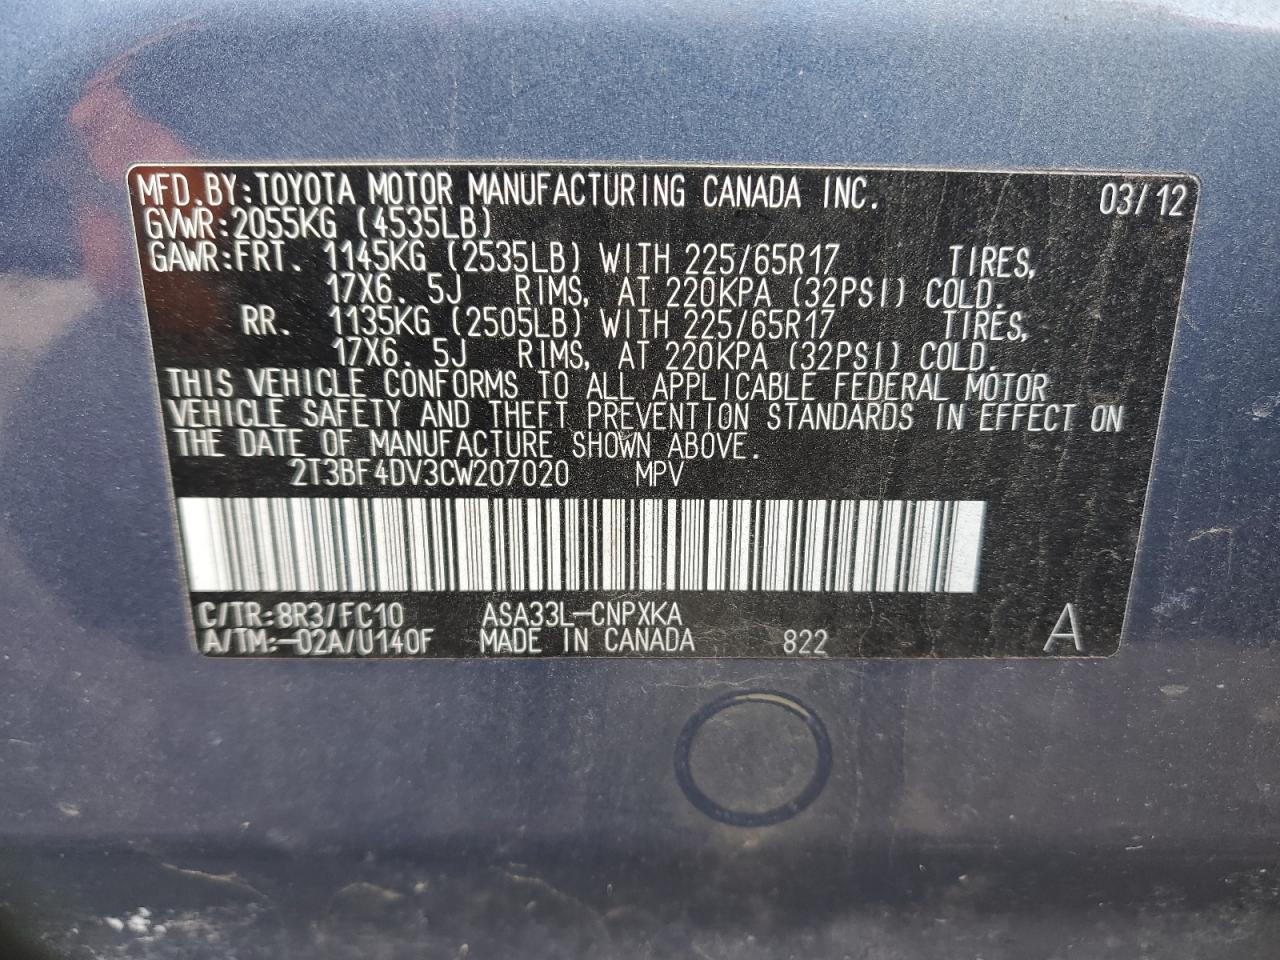 MFD.BY:TOYOTA MOTOR MANUFACTURING CANADA INC. 03/12
GVWR:2055KG (4535LB)
GAWR:FRT. 1145KG (2535LB) WITH 225/65R17 TIRES,
17X6. 5J RIMS, AT 220KPA (32PSI) COLD.
RR. 1135KG (2505LB) WITH 225/65R17 TIRES,
17X6. 5J RIMS, AT 220KPA (32PSI) COLD.
THIS VEHICLE CONFORMS TO ALL APPLICABLE FEDERAL MOTOR
VEHICLE SAFETY AND THEFT PREVENTION STANDARDS IN EFFECT ON
THE DATE OF MANUFACTURE SHOWN ABOVE.
2T3BF4DV3CW207020 MPV
C/TR:8R3/FC10 ASA33L-CNPXKA
A/TM:-02A/U140F MADE IN CANADA 822 A